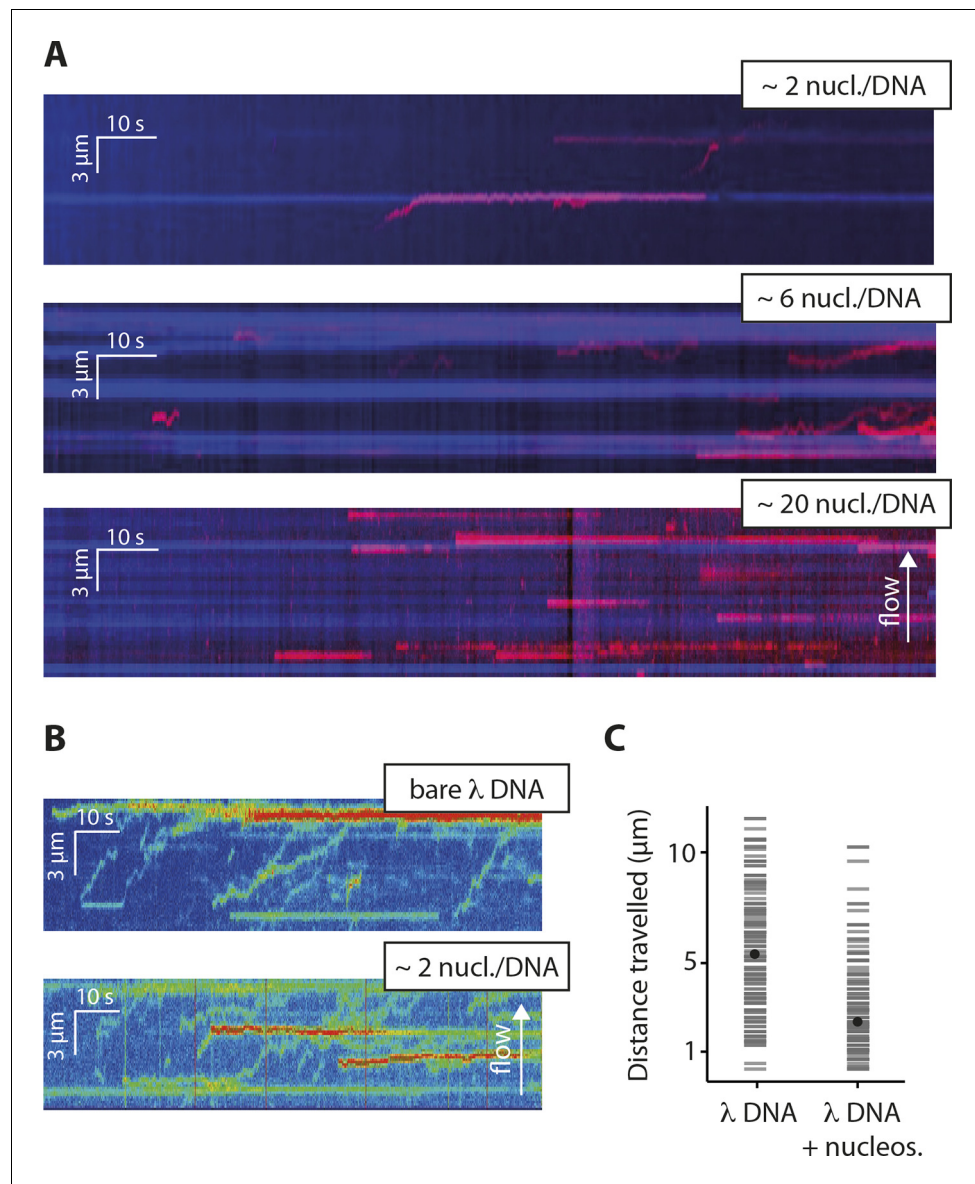 A
~ 2 nucl./DNA
10 s
3 μm
~ 6 nucl./DNA
10 s
3 μm
~ 20 nucl./DNA
10 s
3 μm
flow
B
bare λ DNA
10 s
3 μm
~ 2 nucl./DNA
10 s
3 μm
flow
C
Distance travelled (μm)
10
5
1
λ DNA
λ DNA
+ nucleos.